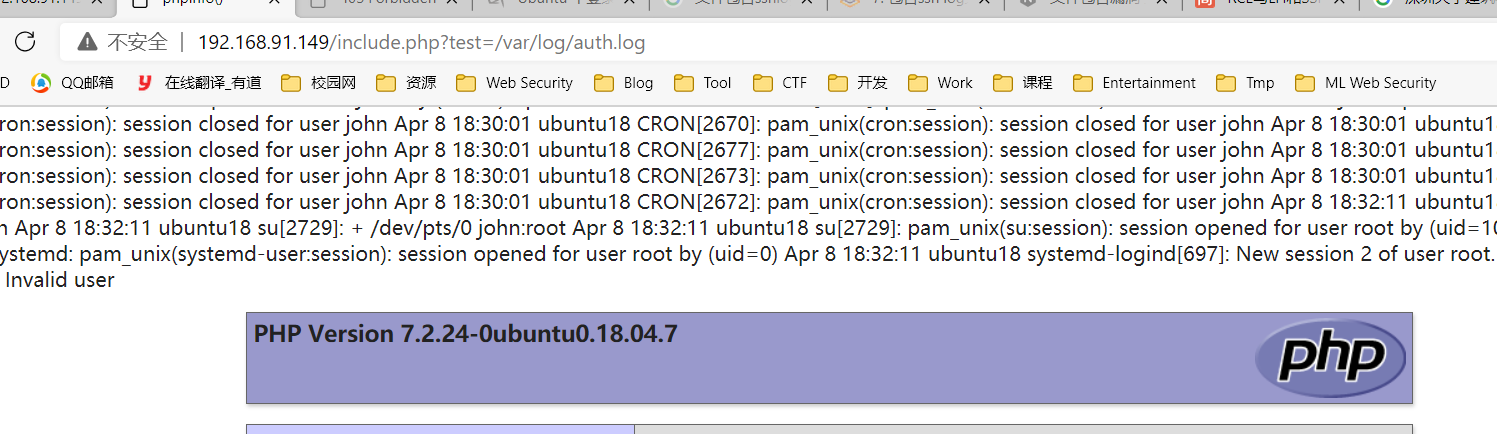 phpinfo()
不安全 | 192.168.91.149/include.php?test=/var/log/auth.log
D QQ邮箱 在线翻译_有道 校园网 资源 Web Security Blog Tool CTF 开发 Work 课程 Entertainment Tmp ML Web Security
ron:session): session closed for user john Apr 8 18:30:01 ubuntu18 CRON[2670]: pam_unix(cron:session): session closed for user john Apr 8 18:30:01 ubuntu1
ron:session): session closed for user john Apr 8 18:30:01 ubuntu18 CRON[2677]: pam_unix(cron:session): session closed for user john Apr 8 18:30:01 ubuntu1
ron:session): session closed for user john Apr 8 18:30:01 ubuntu18 CRON[2673]: pam_unix(cron:session): session closed for user john Apr 8 18:30:01 ubuntu1
ron:session): session closed for user john Apr 8 18:30:01 ubuntu18 CRON[2672]: pam_unix(cron:session): session closed for user john Apr 8 18:32:11 ubuntu1
n Apr 8 18:32:11 ubuntu18 su[2729]: + /dev/pts/0 john:root Apr 8 18:32:11 ubuntu18 su[2729]: pam_unix(su:session): session opened for user root by (uid=10
ystemd: pam_unix(systemd-user:session): session opened for user root by (uid=0) Apr 8 18:32:11 ubuntu18 systemd-logind[697]: New session 2 of user root.
Invalid user
PHP Version 7.2.24-0ubuntu0.18.04.7
php